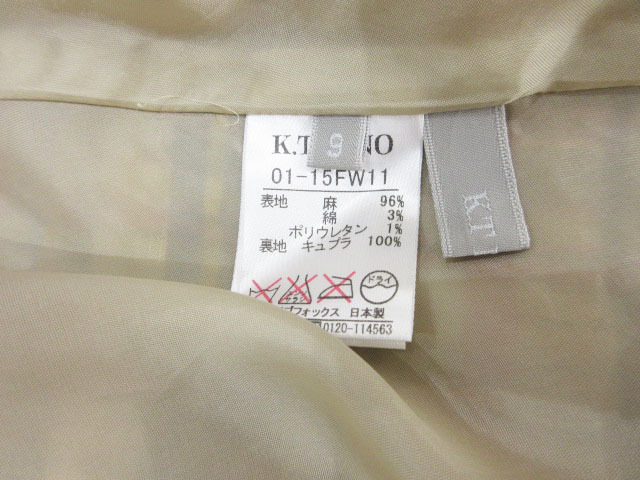 K.T
NO
9
01-15FW11
KT
表地 麻 96%
綿 3%
ポリウレタン 1%
裏地 キュプラ 100%
ドライ
フォックス 日本製
0120-114563